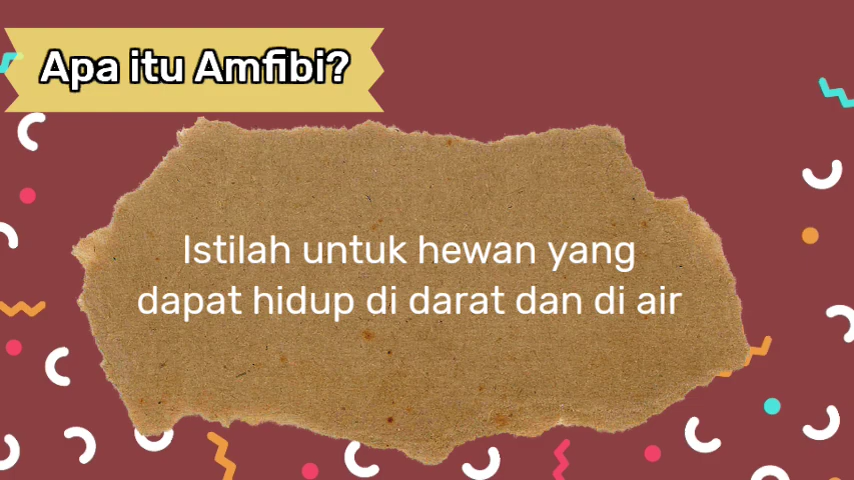 Apa itu Amfibi?
Istilah untuk hewan yang
dapat hidup di darat dan di air